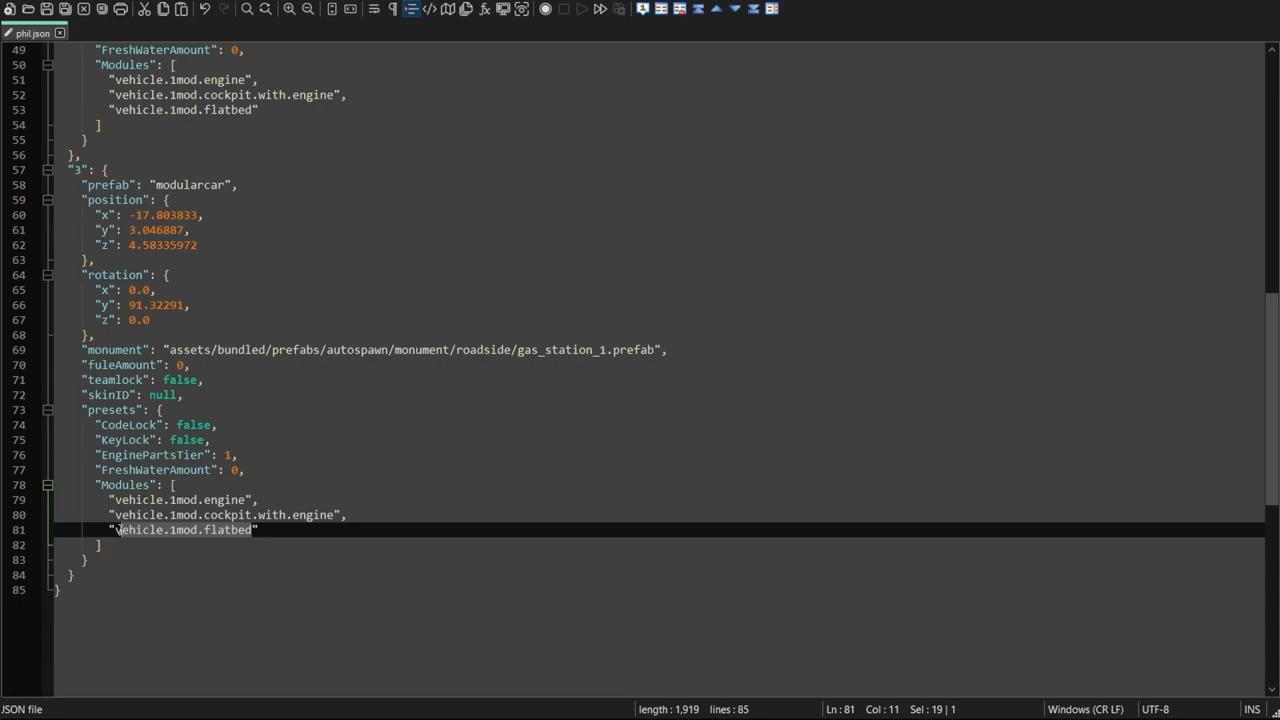 phil.json
49 "FreshWaterAmount": 0,
50 "Modules": [
51 "vehicle.1mod.engine",
52 "vehicle.1mod.cockpit.with.engine",
53 "vehicle.1mod.flatbed"
54 ]
55 }
56 },
57 "3": {
58 "prefab": "modularcar",
59 "position": {
60 "x": -17.803833,
61 "y": 3.046887,
62 "z": 4.58335972
63 },
64 "rotation": {
65 "x": 0.0,
66 "y": 91.32291,
67 "z": 0.0
68 },
69 "monument": "assets/bundled/prefabs/autospawn/monument/roadside/gas_station_1.prefab",
70 "fuleAmount": 0,
71 "teamlock": false,
72 "skinID": null,
73 "presets": {
74 "CodeLock": false,
75 "KeyLock": false,
76 "EnginePartsTier": 1,
77 "FreshWaterAmount": 0,
78 "Modules": [
79 "vehicle.1mod.engine",
80 "vehicle.1mod.cockpit.with.engine",
81 "vehicle.1mod.flatbed"
82 ]
83 }
84 }
85 }
JSON file length : 1,919 lines : 85 Ln : 81 Col : 11 Sel : 19 | 1 Windows (CR LF) UTF-8 INS